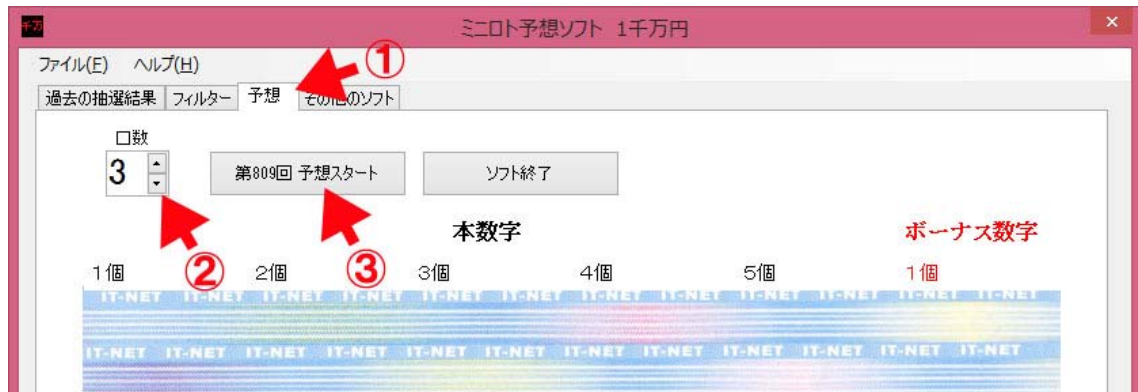 千万 ミニロト予想ソフト 1千万円 ×
ファイル(F) ヘルプ(H) ①
過去の抽選結果 フィルター 予想 その他のソフト
口数
3 第809回 予想スタート ソフト終了
本数字 ボーナス数字
1個 ② 2個 ③ 3個 4個 5個 1個
IT-NET IT-NET IT-NET IT-NET IT-NET IT-NET IT-NET IT-NET IT-NET IT-NET IT-NET IT-NET
IT-NET IT-NET IT-NET IT-NET IT-NET IT-NET IT-NET IT-NET IT-NET IT-NET IT-NET IT-NET